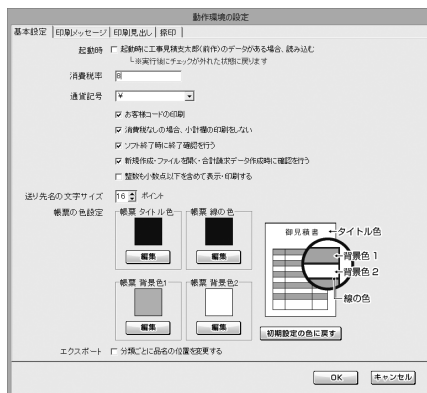 動作環境の設定
基本設定 印刷メッセージ 印刷見出し 捺印
起動時 起動時に工事見積支太郎(前作)のデータがある場合、読み込む
└※実行後にチェックが外れた状態に戻ります
消費税率 8
通貨記号 ¥
お客様コードの印刷
消費税なしの場合、小計欄の印刷をしない
ソフト終了時に終了確認を行う
新規作成・ファイルを開く・合計請求データ作成時に確認を行う
整数も小数点以下を含めて表示・印刷する
送り先名の文字サイズ 16 ポイント
帳票の色設定 帳票 タイトル色 帳票 線の色
編集 編集
帳票 背景色1 帳票 背景色2
編集 編集
御見積書 タイトル色
背景色 1
背景色 2
線の色
初期設定の色に戻す
エクスポート 分類ごとに品名の位置を変更する
OK キャンセル